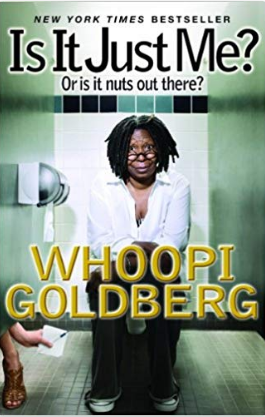 NEW YORK TIMES BESTSELLER
Is It Just Me?
Or is it nuts out there?
WHOOPI
GOLDBERG